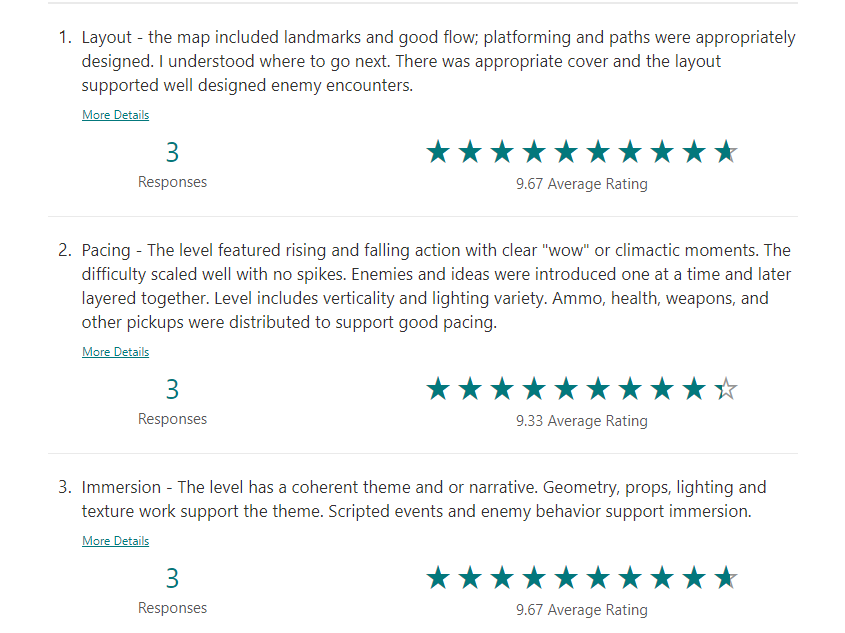 1. Layout - the map included landmarks and good flow; platforming and paths were appropriately
designed. I understood where to go next. There was appropriate cover and the layout
supported well designed enemy encounters.
More Details
3
Responses
9.67 Average Rating
2. Pacing - The level featured rising and falling action with clear "wow" or climactic moments. The
difficulty scaled well with no spikes. Enemies and ideas were introduced one at a time and later
layered together. Level includes verticality and lighting variety. Ammo, health, weapons, and
other pickups were distributed to support good pacing.
More Details
3
Responses
9.33 Average Rating
3. Immersion - The level has a coherent theme and or narrative. Geometry, props, lighting and
texture work support the theme. Scripted events and enemy behavior support immersion.
More Details
3
Responses
9.67 Average Rating